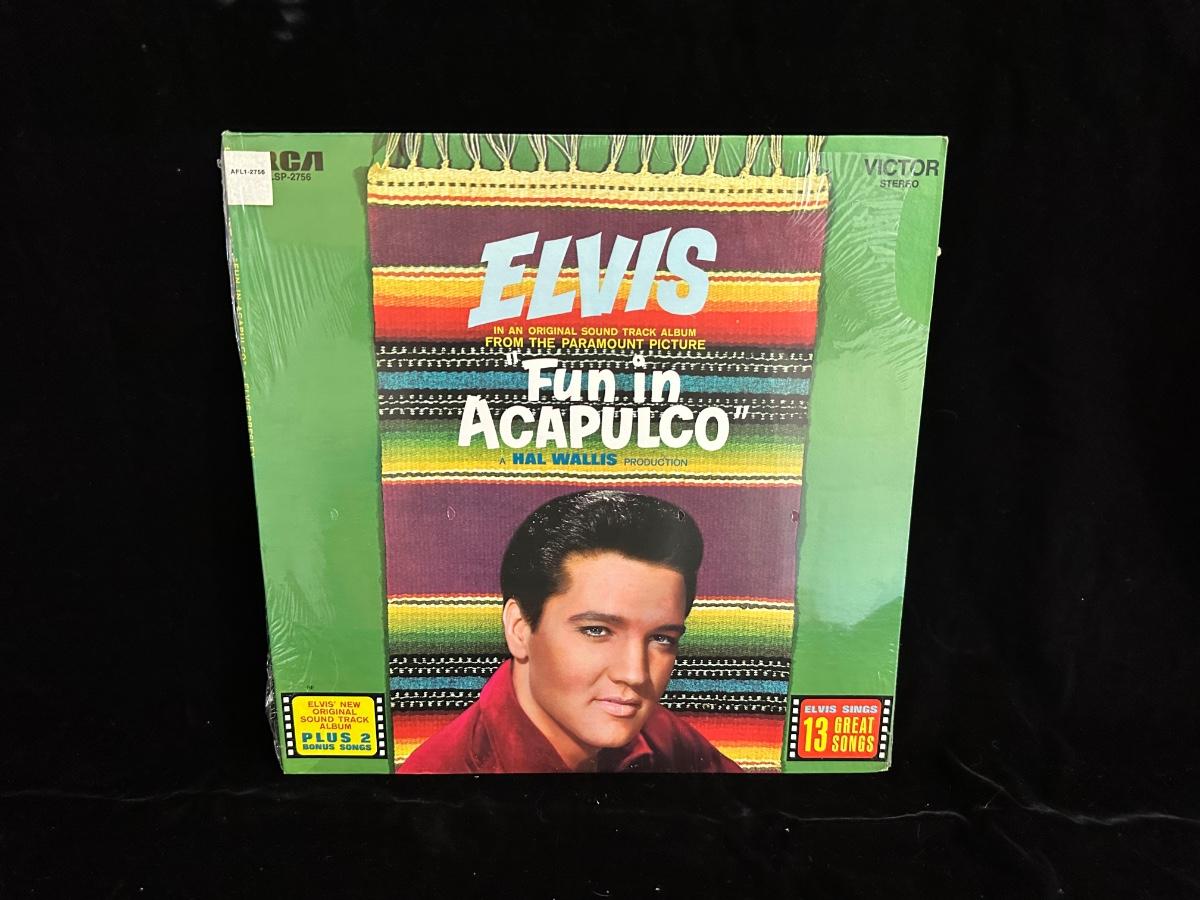 RCA
AFL1-2756
LSP-2756
VICTOR
STEREO
ELVIS
IN AN ORIGINAL SOUND TRACK ALBUM
FROM THE PARAMOUNT PICTURE
"Fun in
ACAPULCO"
A HAL WALLIS PRODUCTION
ELVIS' NEW
ORIGINAL
SOUND TRACK
ALBUM
PLUS 2
BONUS SONGS
ELVIS SINGS
13 GREAT
SONGS